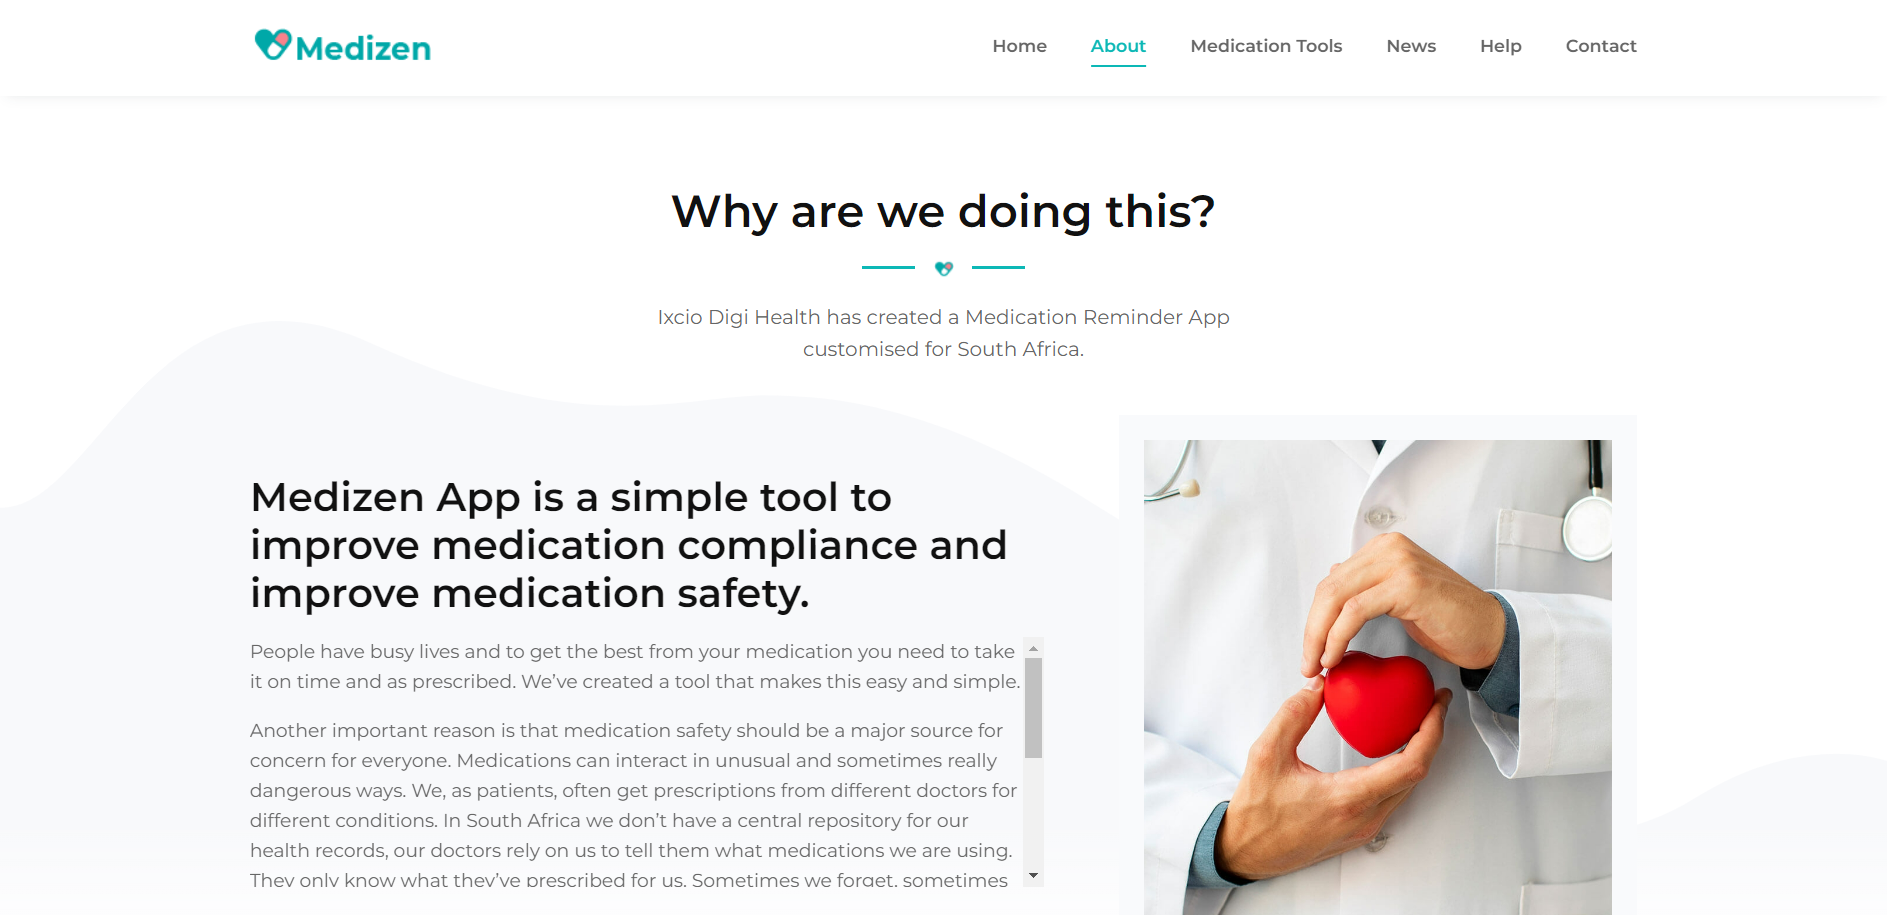 Medizen
Home
About
Medication Tools
News
Help
Contact
Why are we doing this?
Ixcio Digi Health has created a Medication Reminder App
customised for South Africa.
Medizen App is a simple tool to
improve medication compliance and
improve medication safety.
People have busy lives and to get the best from your medication you need to take
it on time and as prescribed. We’ve created a tool that makes this easy and simple.
Another important reason is that medication safety should be a major source for
concern for everyone. Medications can interact in unusual and sometimes really
dangerous ways. We, as patients, often get prescriptions from different doctors for
different conditions. In South Africa we don’t have a central repository for our
health records, our doctors rely on us to tell them what medications we are using.
They only know what they’ve prescribed for us. Sometimes we forget, sometimes